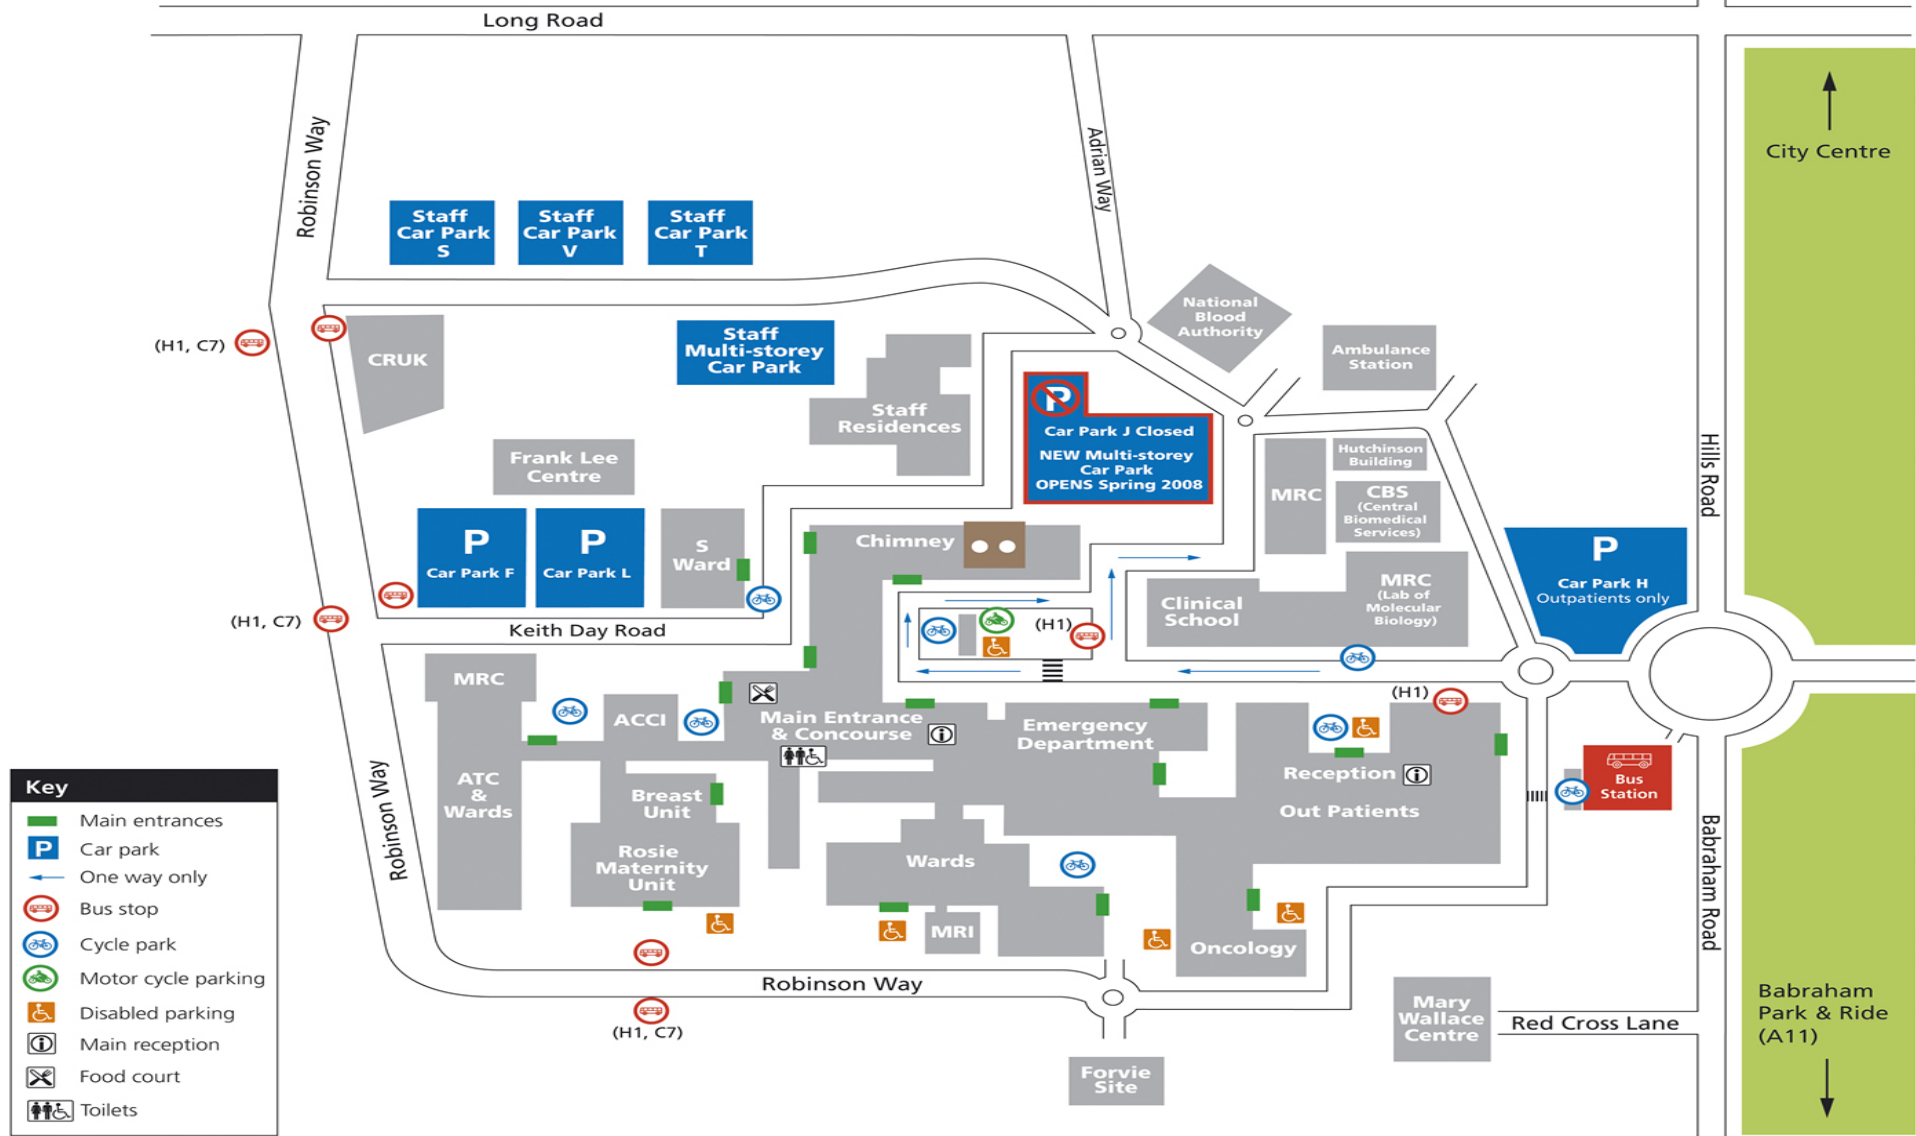 Long Road
Robinson Way
Adrian Way
City Centre
Staff
Car Park
S
Staff
Car Park
V
Staff
Car Park
T
National
Blood
Authority
(H1, C7)
CRUK
Staff
Multi-storey
Car Park
Ambulance
Station
Staff
Residences
P
Car Park J Closed
NEW Multi-storey
Car Park
OPENS Spring 2008
Hills Road
Frank Lee
Centre
MRC
Hutchinson
Building
CBS
(Central
Biomedical
Services)
P
Car Park F
P
Car Park L
S
Ward
Chimney
P
Car Park H
Outpatients only
Clinical
School
MRC
(Lab of
Molecular
Biology)
(H1, C7)
Keith Day Road
(H1)
MRC
ACCI
Main Entrance
& Concourse
Emergency
Department
(H1)
Reception
Out Patients
Bus
Station
ATC
&
Wards
Breast
Unit
Rosie
Maternity
Unit
Wards
MRI
Oncology
Robinson Way
Babraham Road
Robinson Way
(H1, C7)
Mary
Wallace
Centre
Red Cross Lane
Babraham
Park & Ride
(A11)
Forvie
Site
Key
Main entrances
P
Car park
One way only
Bus stop
Cycle park
Motor cycle parking
Disabled parking
Main reception
Food court
Toilets